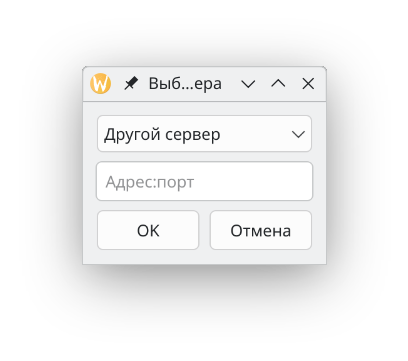 Выб...ера
Другой сервер
Адрес:порт
OK
Отмена